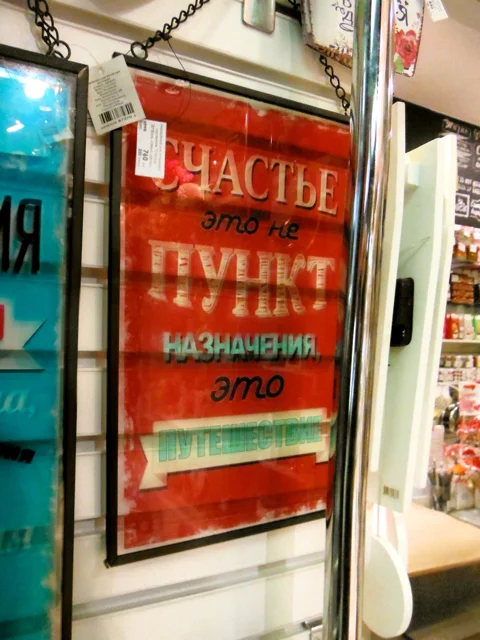 СЧАСТЬЕ
это не
ПУНКТ
НАЗНАЧЕНИЯ,
это
ПУТЕШЕСТВИЕ